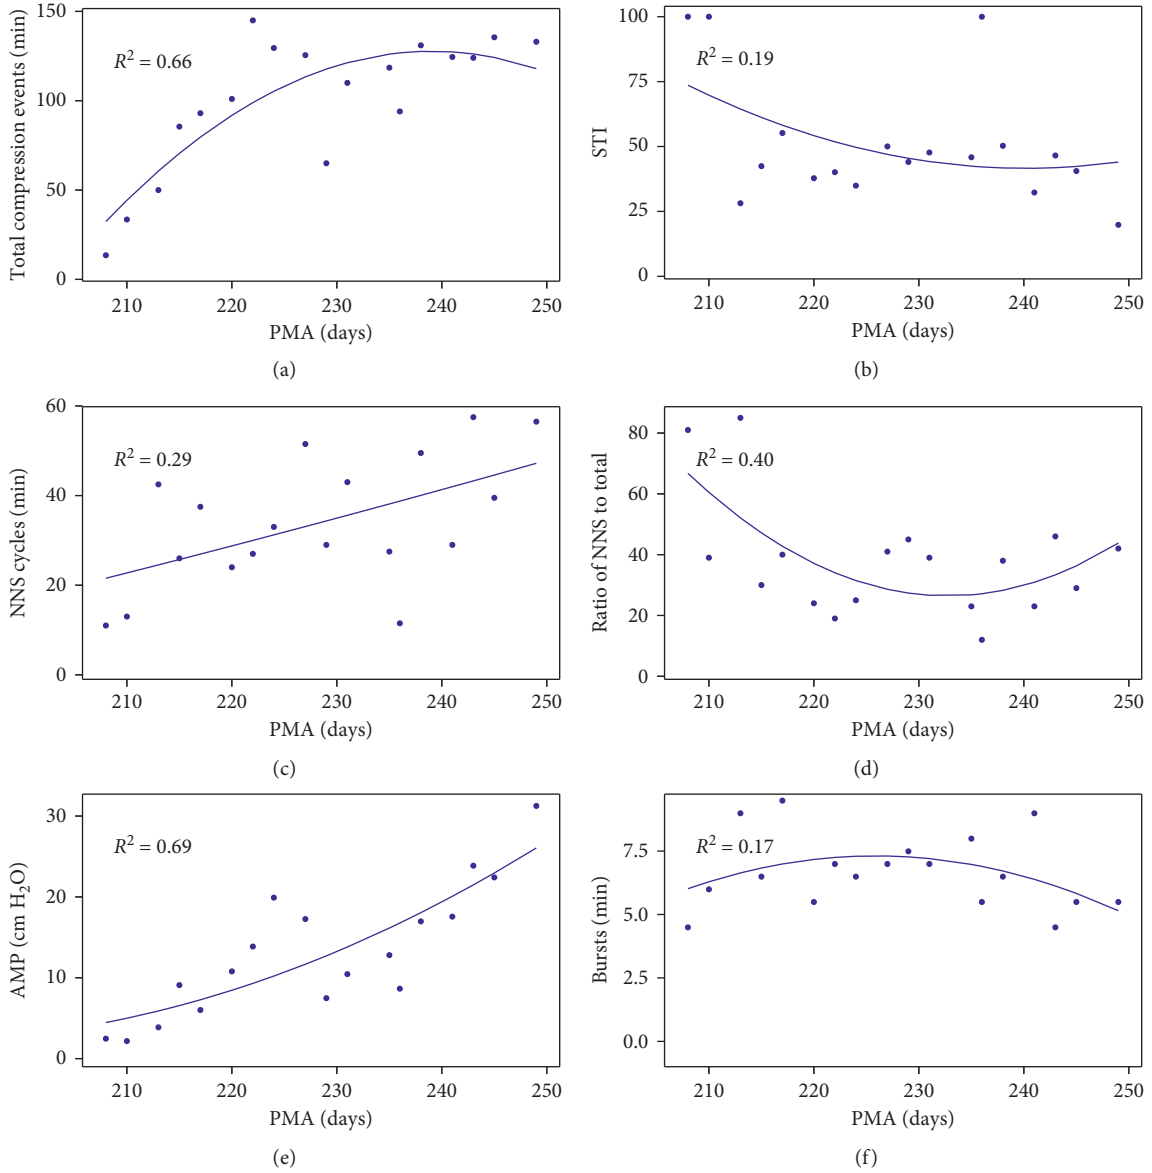 Total compression events (min)
150
100
50
0
R² = 0.66
210 220 230 240 250
PMA (days)
(a)
STI
100
75
50
25
0
R² = 0.19
210 220 230 240 250
PMA (days)
(b)
NNS cycles (min)
60
40
20
0
R² = 0.29
210 220 230 240 250
PMA (days)
(c)
Ratio of NNS to total
80
60
40
20
0
R² = 0.40
210 220 230 240 250
PMA (days)
(d)
AMP (cm H₂O)
30
20
10
0
R² = 0.69
210 220 230 240 250
PMA (days)
(e)
Bursts (min)
7.5
5.0
2.5
0.0
R² = 0.17
210 220 230 240 250
PMA (days)
(f)